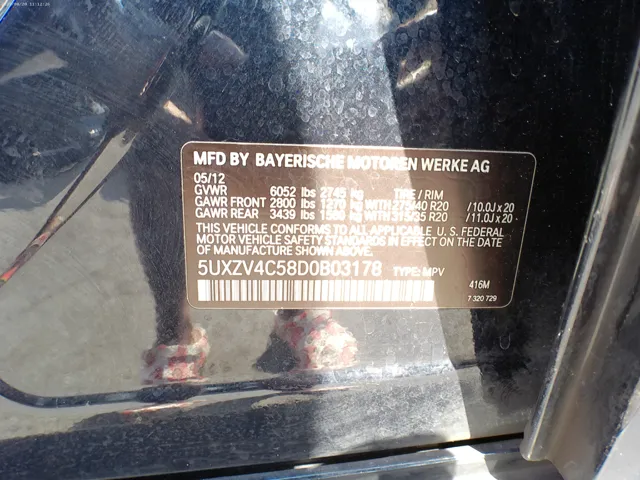 MFD BY BAYERISCHE MOTOREN WERKE AG
05/12
GVWR 6052 lbs 2745 kg TIRE / RIM
GAWR FRONT 2800 lbs 1270 kg WITH 275/40 R20 /10.0J x 20
GAWR REAR 3439 lbs 1560 kg WITH 315/35 R20 /11.0J x 20
THIS VEHICLE CONFORMS TO ALL APPLICABLE U. S. FEDERAL
MOTOR VEHICLE SAFETY STANDARDS IN EFFECT ON THE DATE
OF MANUFACTURE SHOWN ABOVE.
5UXZV4C58D0B03178 TYPE: MPV
416M
7 320 729